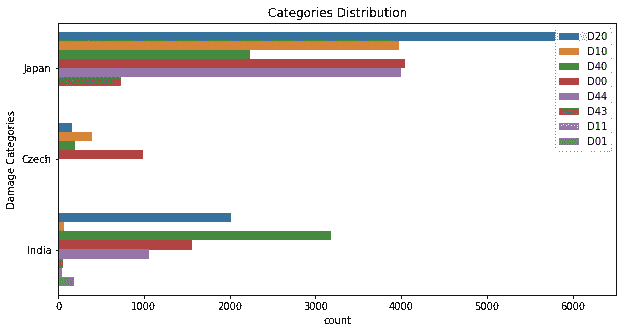 Categories Distribution
D20
D10
D40
D00
D44
D43
D11
D01
Japan
Czech
India
Damage Categories
0 1000 2000 3000 4000 5000 6000
count